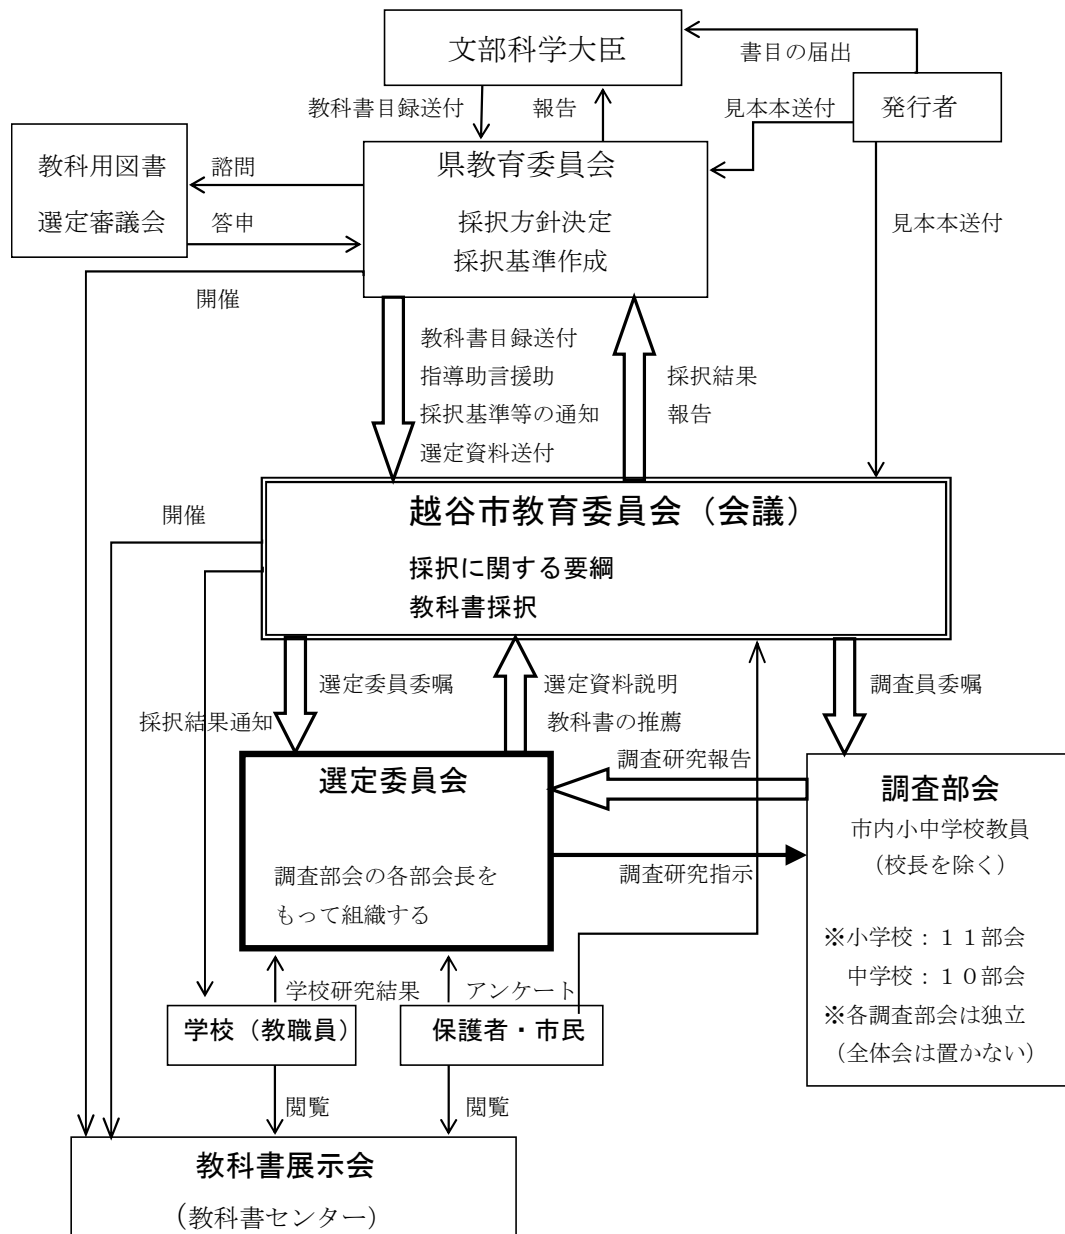 文部科学大臣
書目の届出
教科書目録送付
報告
見本本送付
発行者
教科用図書
選定審議会
諮問
答申
県教育委員会
採択方針決定
採択基準作成
見本本送付
開催
教科書目録送付
指導助言援助
採択基準等の通知
選定資料送付
採択結果
報告
開催
越谷市教育委員会（会議）
採択に関する要綱
教科書採択
選定委員委嘱
採択結果通知
選定資料説明
教科書の推薦
調査員委嘱
調査研究報告
選定委員会
調査部会の各部会長を
もって組織する
調査研究指示
調査部会
市内小中学校教員
（校長を除く）
※小学校：１１部会
中学校：１０部会
※各調査部会は独立
（全体会は置かない）
学校研究結果
アンケート
学校（教職員）
保護者・市民
閲覧
閲覧
教科書展示会
（教科書センター）